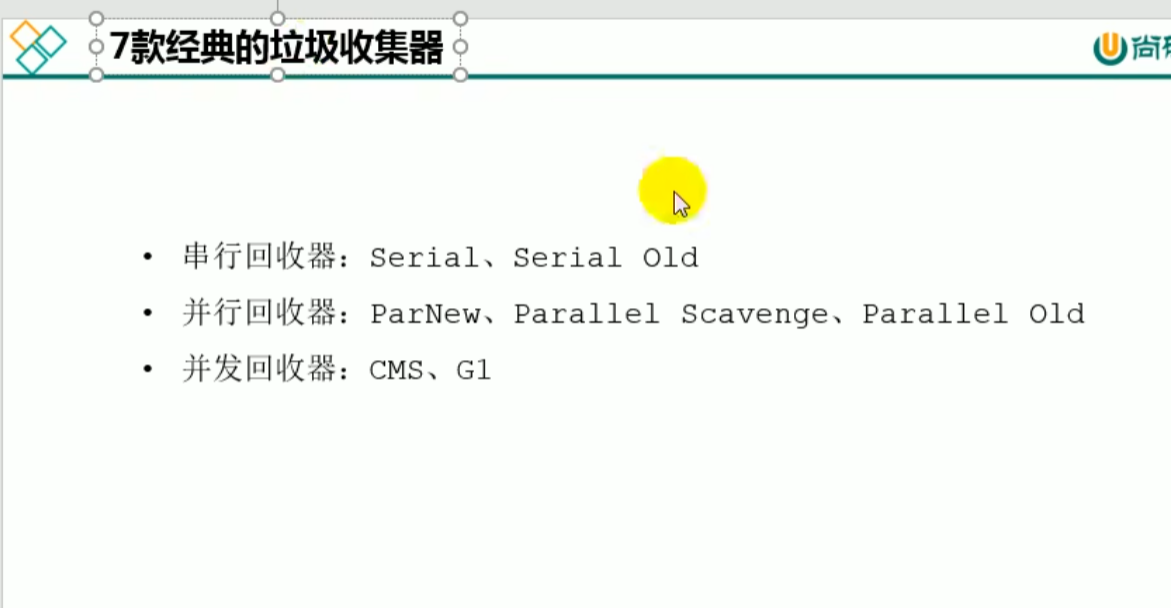 7款经典的垃圾收集器
尚
• 串行回收器：Serial、Serial Old
• 并行回收器：ParNew、Parallel Scavenge、Parallel Old
• 并发回收器：CMS、G1